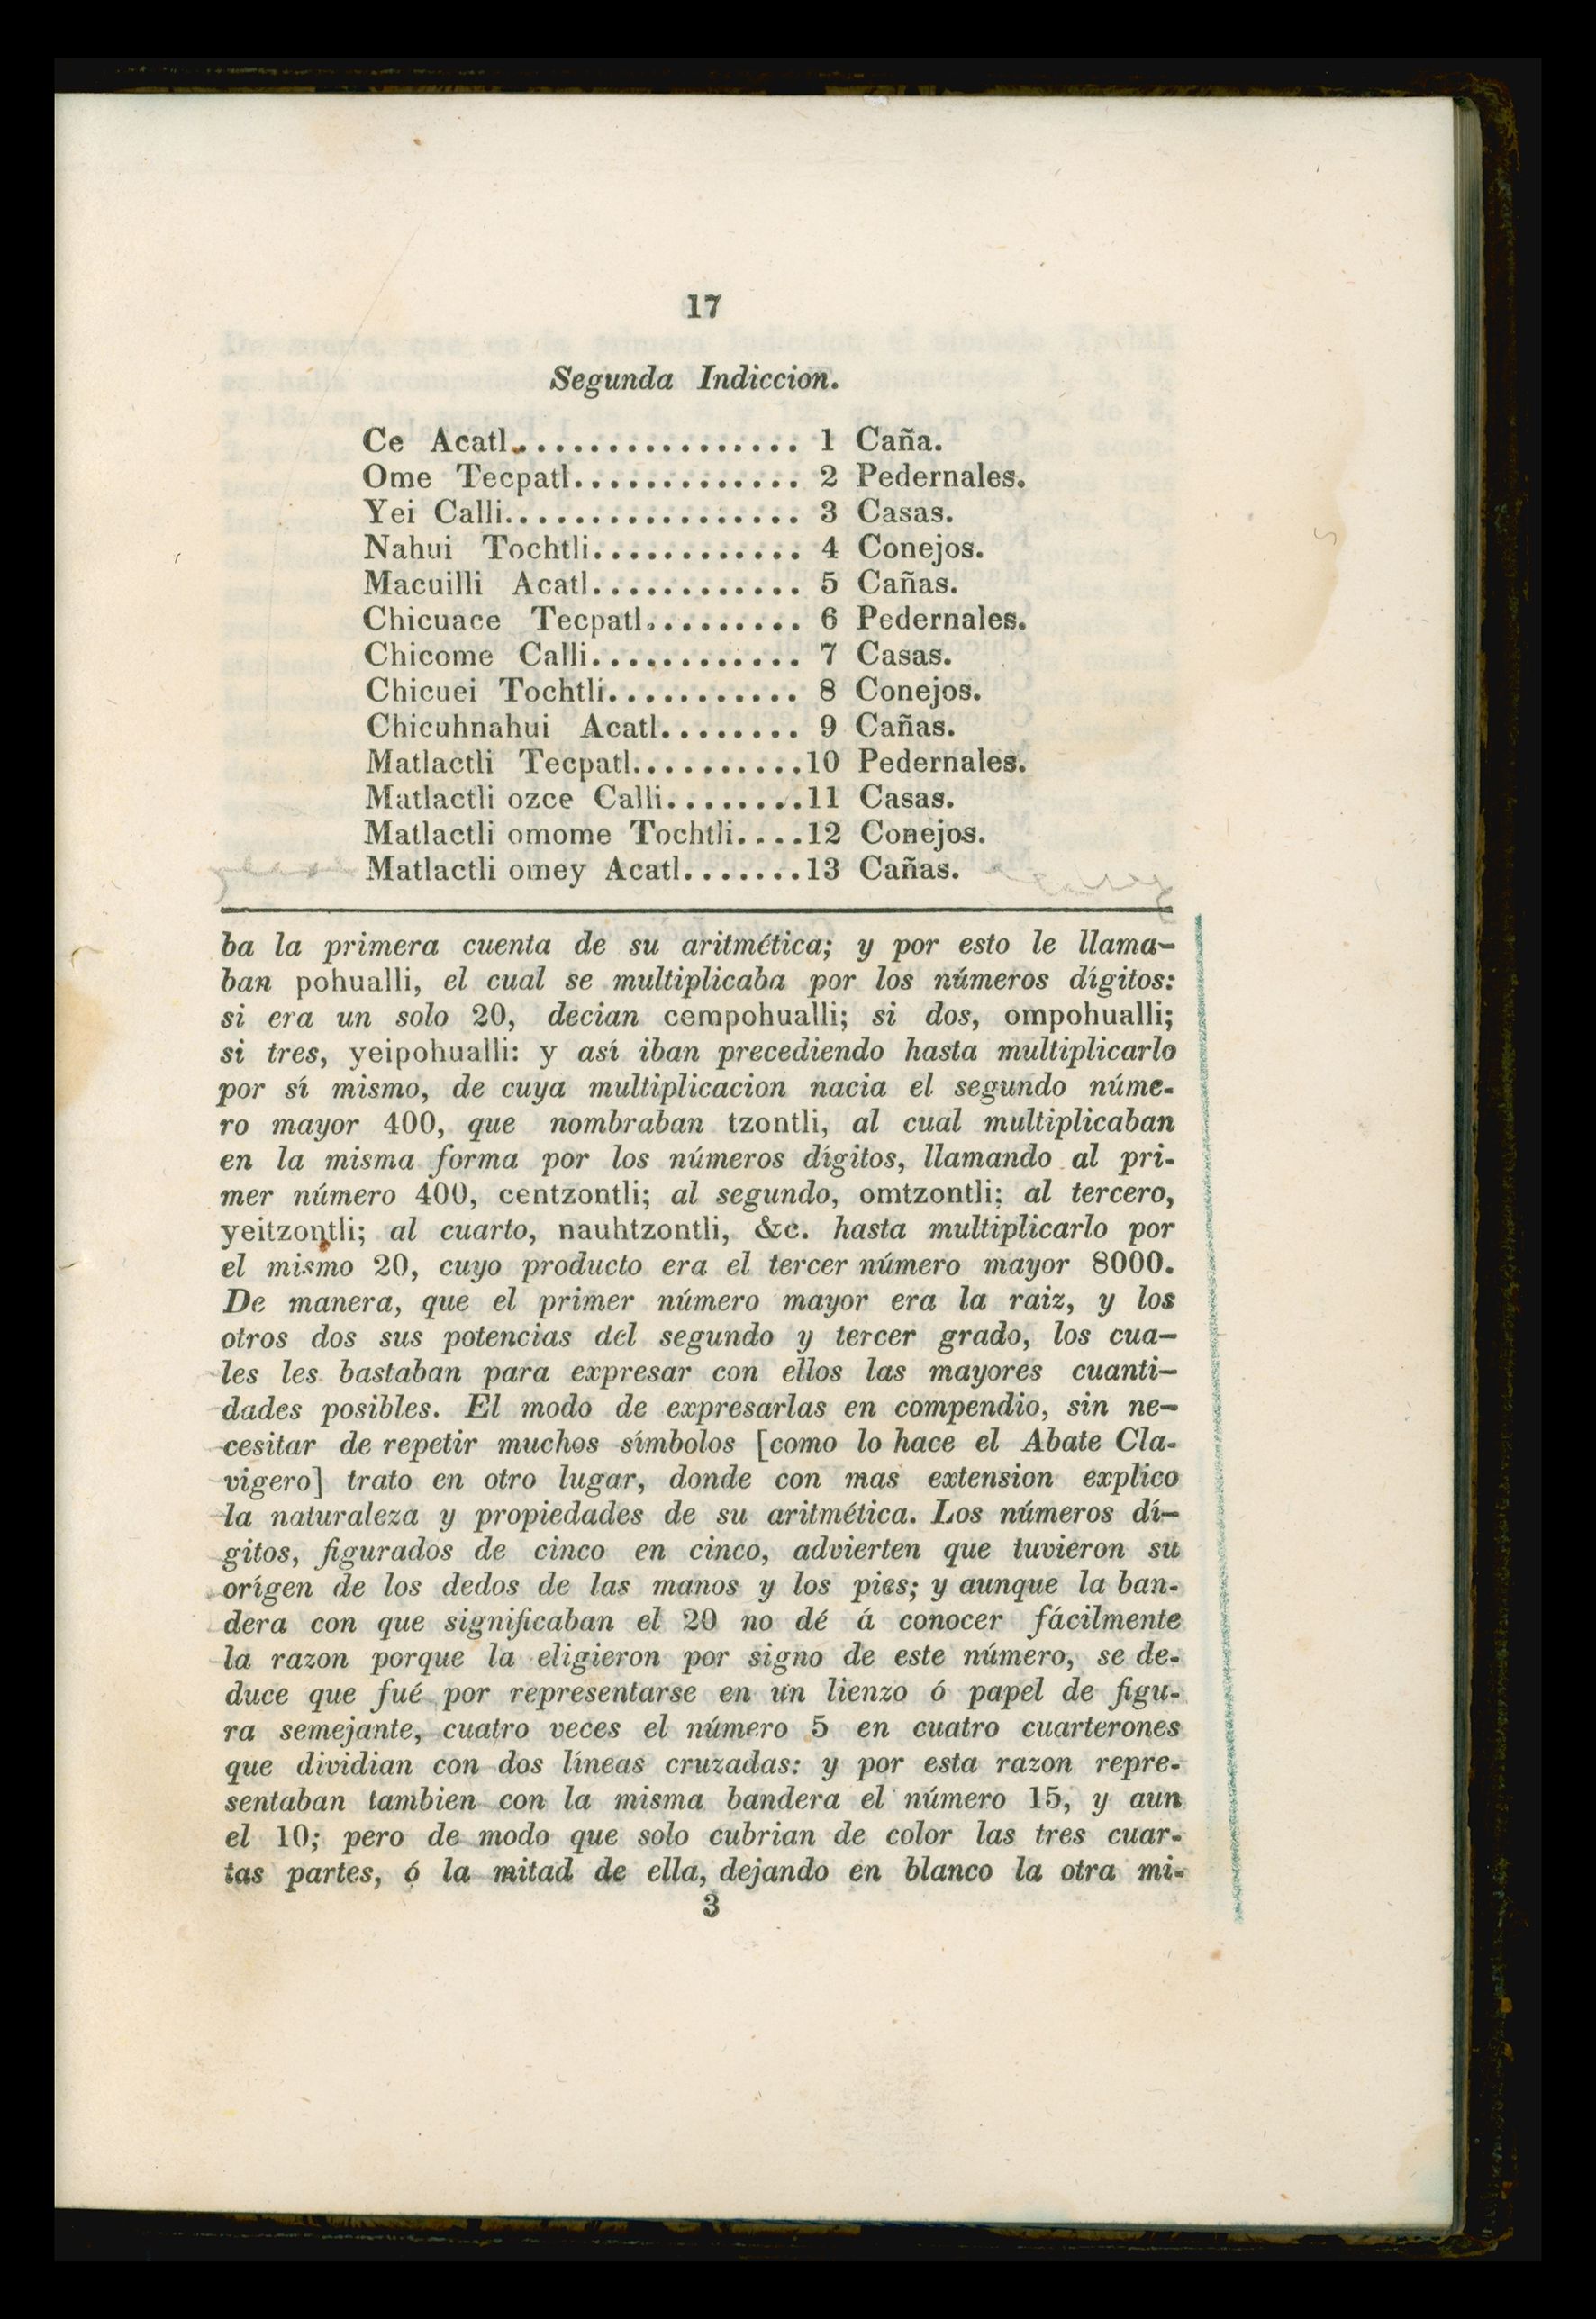 17
Segunda Indiccion.
Ce Acatl................ 1 Caña.
Ome Tecpatl............. 2 Pedernales.
Yei Calli................. 3 Casas.
Nahui Tochtli............ 4 Conejos.
Macuilli Acatl............ 5 Cañas.
Chicuace Tecpatl......... 6 Pedernales.
Chicome Calli............ 7 Casas.
Chicuei Tochtli........... 8 Conejos.
Chicuhnahui Acatl........ 9 Cañas.
Matlactli Tecpatl..........10 Pedernales.
Matlactli ozce Calli........11 Casas.
Matlactli omome Tochtli....12 Conejos.
Matlactli omey Acatl.......13 Cañas.
ba la primera cuenta de su aritmética; y por esto le llama-
ban pohualli, el cual se multiplicaba por los números dígitos:
si era un solo 20, decian cempohualli; si dos, ompohualli;
si tres, yeipohualli: y así iban precediendo hasta multiplicarlo
por sí mismo, de cuya multiplicacion nacia el segundo núme-
ro mayor 400, que nombraban tzontli, al cual multiplicaban
en la misma forma por los números dígitos, llamando al pri-
mer número 400, centzontli; al segundo, omtzontli; al tercero,
yeitzontli; al cuarto, nauhtzontli, &c. hasta multiplicarlo por
el mismo 20, cuyo producto era el tercer número mayor 8000.
De manera, que el primer número mayor era la raiz, y los
otros dos sus potencias del segundo y tercer grado, los cua-
les les bastaban para expresar con ellos las mayores cuanti-
dades posibles. El modo de expresarlas en compendio, sin ne-
cesitar de repetir muchos símbolos [como lo hace el Abate Cla-
vigero] trato en otro lugar, donde con mas extension explico
la naturaleza y propiedades de su aritmética. Los números dí-
gitos, figurados de cinco en cinco, advierten que tuvieron su
orígen de los dedos de las manos y los pies; y aunque la ban-
dera con que significaban el 20 no dé á conocer fácilmente
la razon porque la eligieron por signo de este número, se de-
duce que fué por representarse en un lienzo ó papel de figu-
ra semejante, cuatro veces el número 5 en cuatro cuarterones
que dividian con dos líneas cruzadas: y por esta razon repre-
sentaban tambien con la misma bandera el número 15, y aun
el 10; pero de modo que solo cubrian de color las tres cuar-
tas partes, ó la mitad de ella, dejando en blanco la otra mi-
3